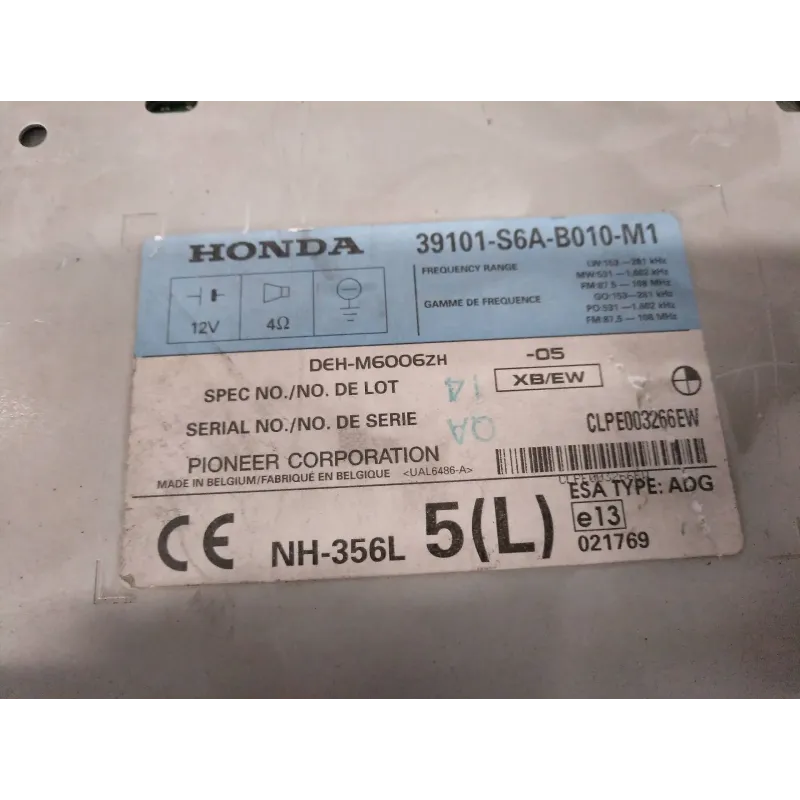 HONDA
39101-S6A-B010-M1
FREQUENCY RANGE
LW:153—281 kHz
MW:531—1,602 kHz
FM:87.5—108 MHz
GAMME DE FREQUENCE
GO:153—281 kHz
PO:531—1,602 kHz
FM:87.5—108 MHz
12V
4Ω
DEH-M6006ZH
-05
SPEC NO./NO. DE LOT
14
XB/EW
SERIAL NO./NO. DE SERIE
QA
CLPE003266EW
PIONEER CORPORATION
MADE IN BELGIUM/FABRIQUÉ EN BELGIQUE
<UAL6486-A>
CLPE003266EW
ESA TYPE: ADG
CE
NH-356L
5(L)
e13
021769